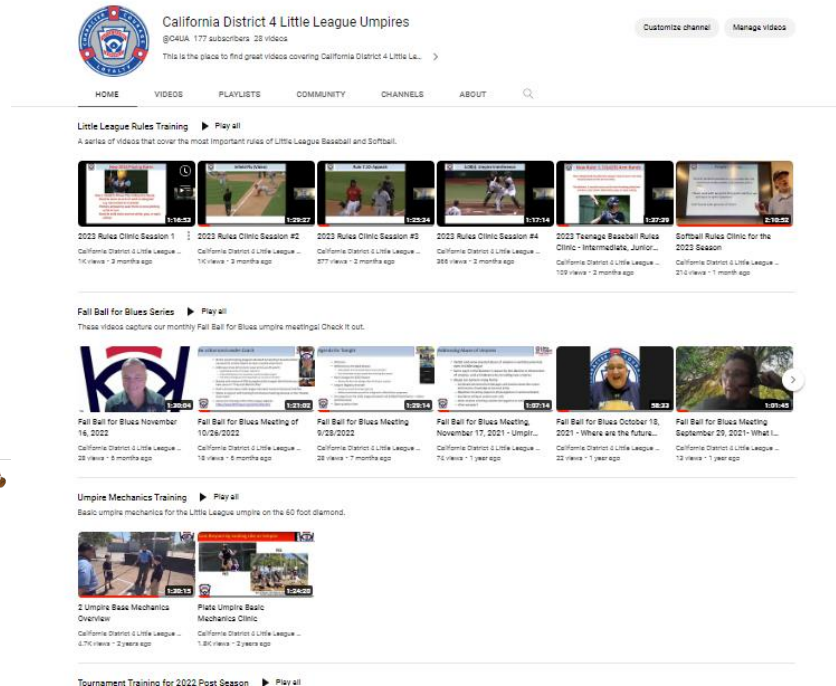 California District 4 Little League Umpires
@C4UA 177 subscribers 28 videos
This is the place to find great videos covering California District 4 Little Le...
Customize channel Manage videos
HOME VIDEOS PLAYLISTS COMMUNITY CHANNELS ABOUT
Little League Rules Training Play all
A series of videos that cover the most important rules of Little League Baseball and Softball.
1:16:53
1:29:27
1:25:24
1:17:14
1:37:29
2:10:52
2023 Rules Clinic Session 1
California District 4 Little League ...
1K views • 3 months ago
2023 Rules Clinic Session #2
California District 4 Little League ...
1K views • 3 months ago
2023 Rules Clinic Session #3
California District 4 Little League ...
577 views • 2 months ago
2023 Rules Clinic Session #4
California District 4 Little League ...
366 views • 2 months ago
2023 Teenage Baseball Rules
Clinic - Intermediate, Junior...
California District 4 Little League ...
109 views • 2 months ago
Softball Rules Clinic for the
2023 Season
California District 4 Little League ...
214 views • 1 month ago
Fall Ball for Blues Series Play all
These videos capture our monthly Fall Ball for Blues umpire meetings! Check it out.
1:30:04
1:21:02
1:29:14
1:07:14
58:33
1:01:45
Fall Ball for Blues November
16, 2022
California District 4 Little League ...
28 views • 5 months ago
Fall Ball for Blues Meeting of
10/26/2022
California District 4 Little League ...
18 views • 6 months ago
Fall Ball for Blues Meeting
9/28/2022
California District 4 Little League ...
28 views • 7 months ago
Fall Ball for Blues Meeting,
November 17, 2021 - Umpir...
California District 4 Little League ...
74 views • 1 year ago
Fall Ball for Blues October 18,
2021 - Where are the future...
California District 4 Little League ...
22 views • 1 year ago
Fall Ball for Blues Meeting
September 29, 2021- What I...
California District 4 Little League ...
13 views • 1 year ago
Umpire Mechanics Training Play all
Basic umpire mechanics for the Little League umpire on the 60 foot diamond.
1:30:15
1:24:20
2 Umpire Base Mechanics
Overview
California District 4 Little League ...
4.7K views • 2 years ago
Plate Umpire Basic
Mechanics Clinic
California District 4 Little League ...
1.8K views • 2 years ago
Tournament Training for 2022 Post Season Play all